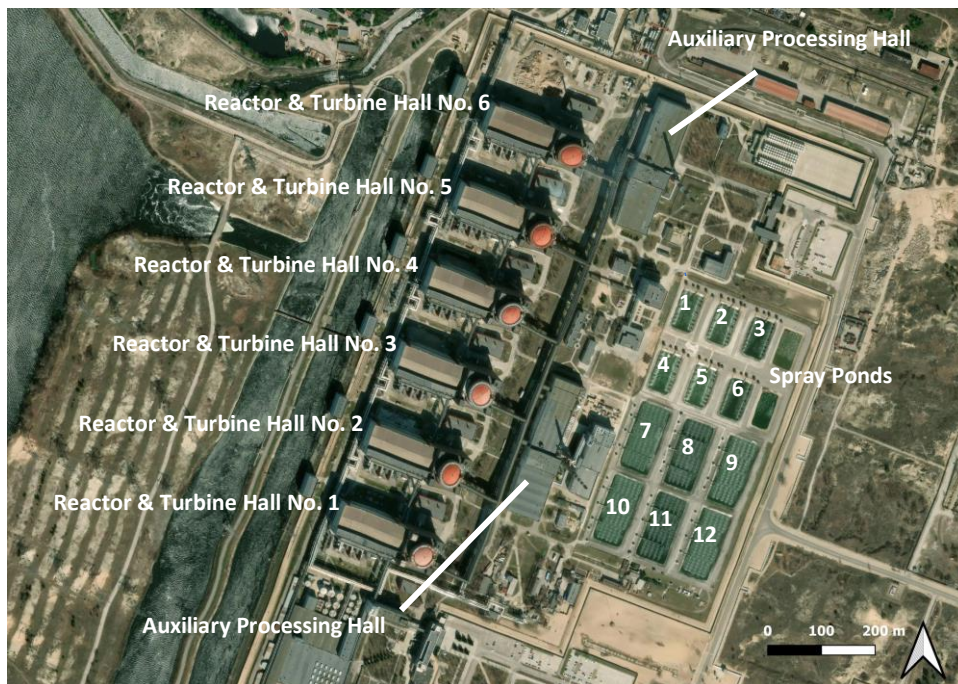 Auxiliary Processing Hall
Reactor & Turbine Hall No. 6
Reactor & Turbine Hall No. 5
Reactor & Turbine Hall No. 4
1
2
3
Reactor & Turbine Hall No. 3
4
5
6
Spray Ponds
Reactor & Turbine Hall No. 2
7
8
9
Reactor & Turbine Hall No. 1
10
11
12
Auxiliary Processing Hall
0 100 200 m